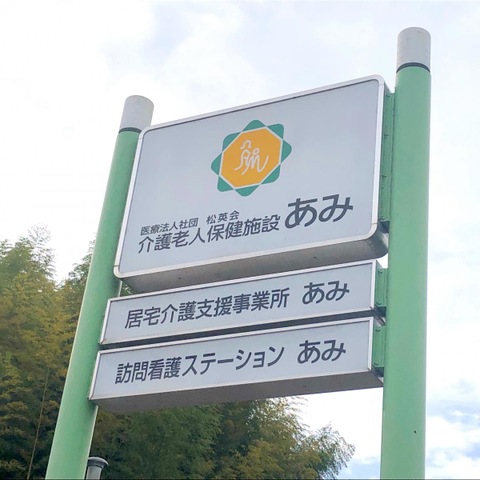 医療法人社団 松英会
介護老人保健施設 あみ
居宅介護支援事業所 あみ
訪問看護ステーション あみ